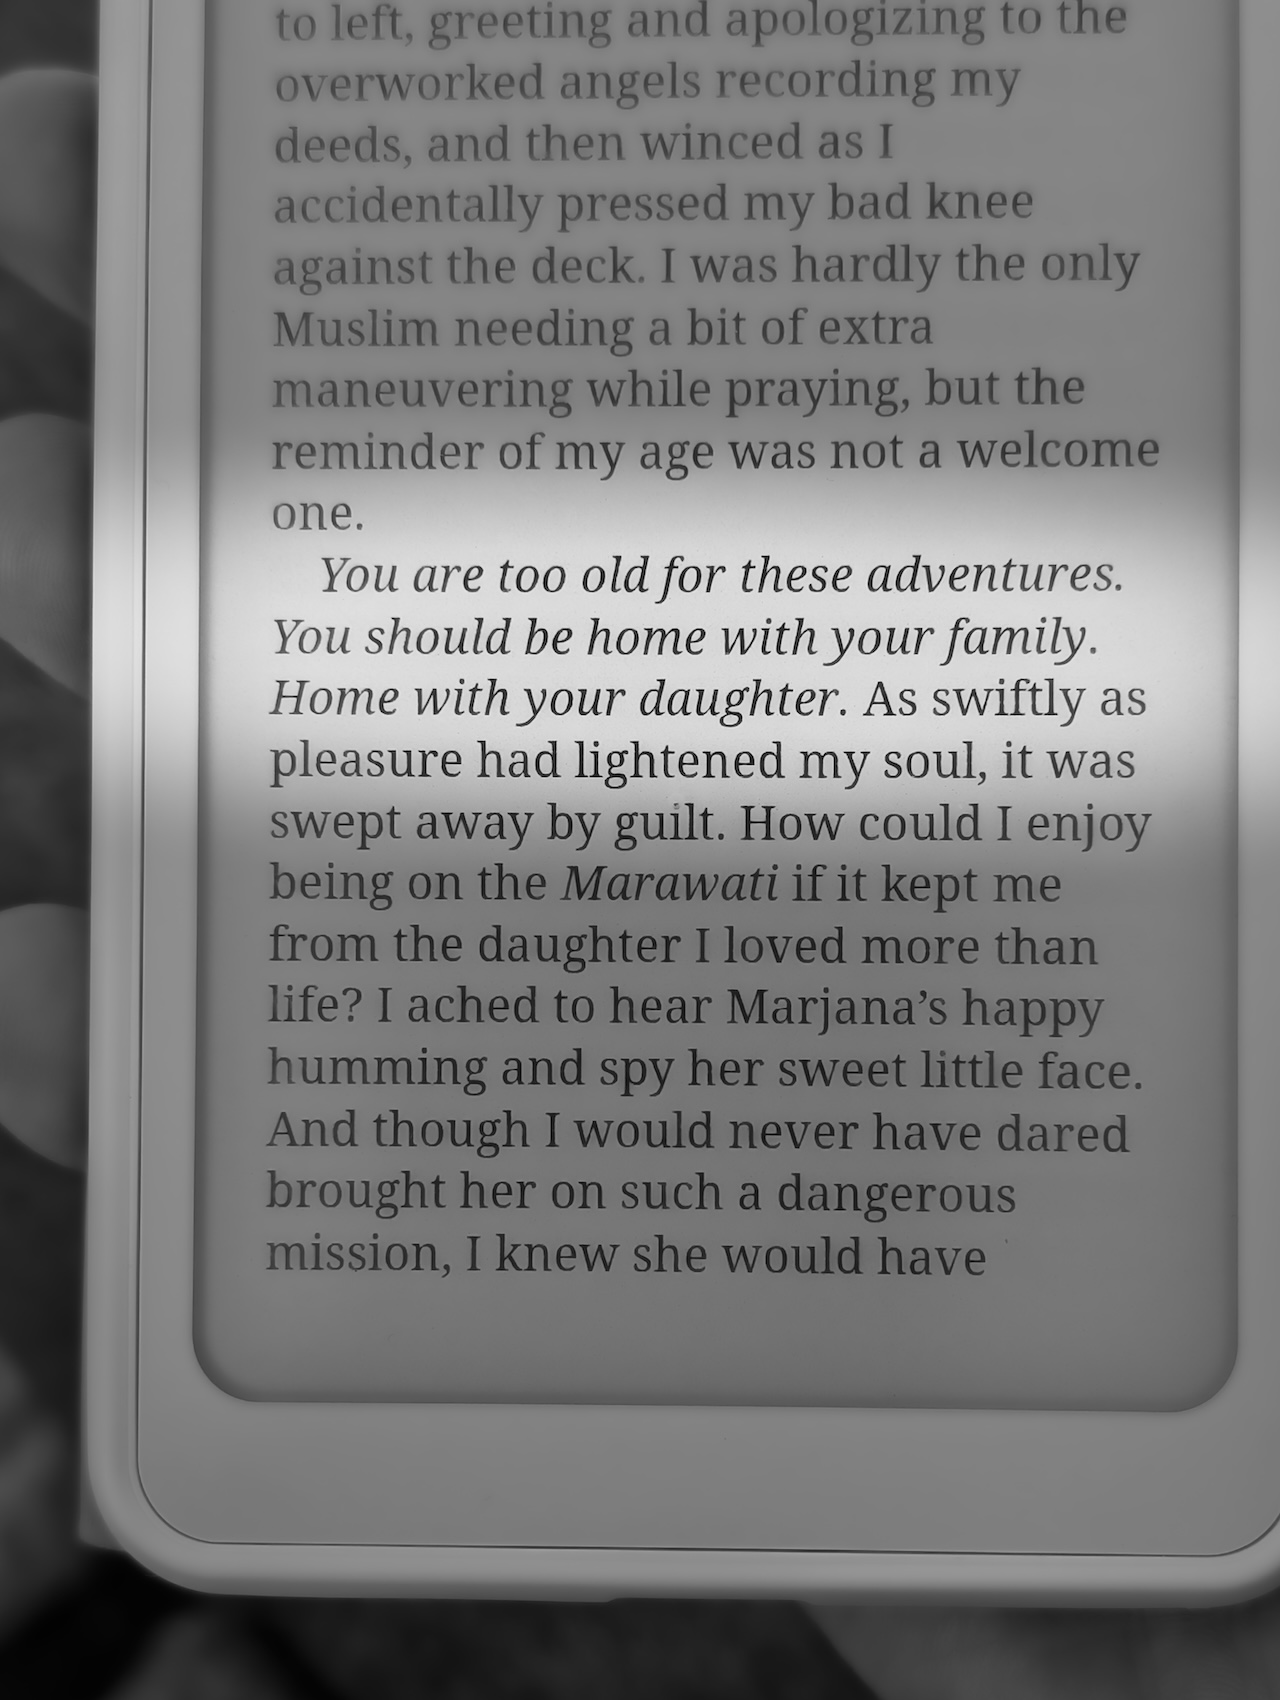 to left, greeting and apologizing to the
overworked angels recording my
deeds, and then winced as I
accidentally pressed my bad knee
against the deck. I was hardly the only
Muslim needing a bit of extra
maneuvering while praying, but the
reminder of my age was not a welcome
one.
You are too old for these adventures.
You should be home with your family.
Home with your daughter. As swiftly as
pleasure had lightened my soul, it was
swept away by guilt. How could I enjoy
being on the Marawati if it kept me
from the daughter I loved more than
life? I ached to hear Marjana’s happy
humming and spy her sweet little face.
And though I would never have dared
brought her on such a dangerous
mission, I knew she would have